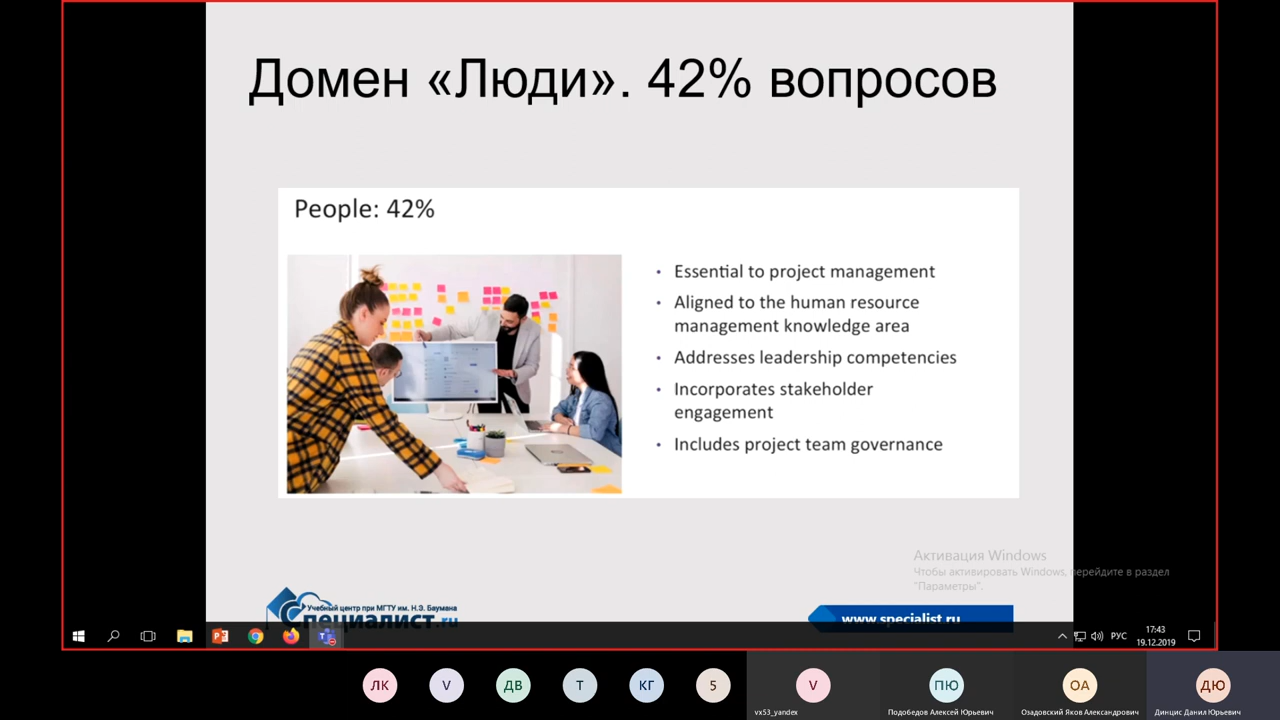 Домен «Люди». 42% вопросов
People: 42%
• Essential to project management
• Aligned to the human resource
management knowledge area
• Addresses leadership competencies
• Incorporates stakeholder
engagement
• Includes project team governance
Активация Windows
Чтобы активировать Windows, перейдите в раздел
"Параметры".
Учебный центр при МГТУ им. Н.Э. Баумана
Специалист.ru
www.specialist.ru
РУС
17:43
19.12.2019
ЛК
V
ДВ
Т
КГ
5
V
ПЮ
ОА
ДЮ
vx53_yandex
Подобедов Алексей Юрьевич
Озадовский Яков Александрович
Динцис Данил Юрьевич